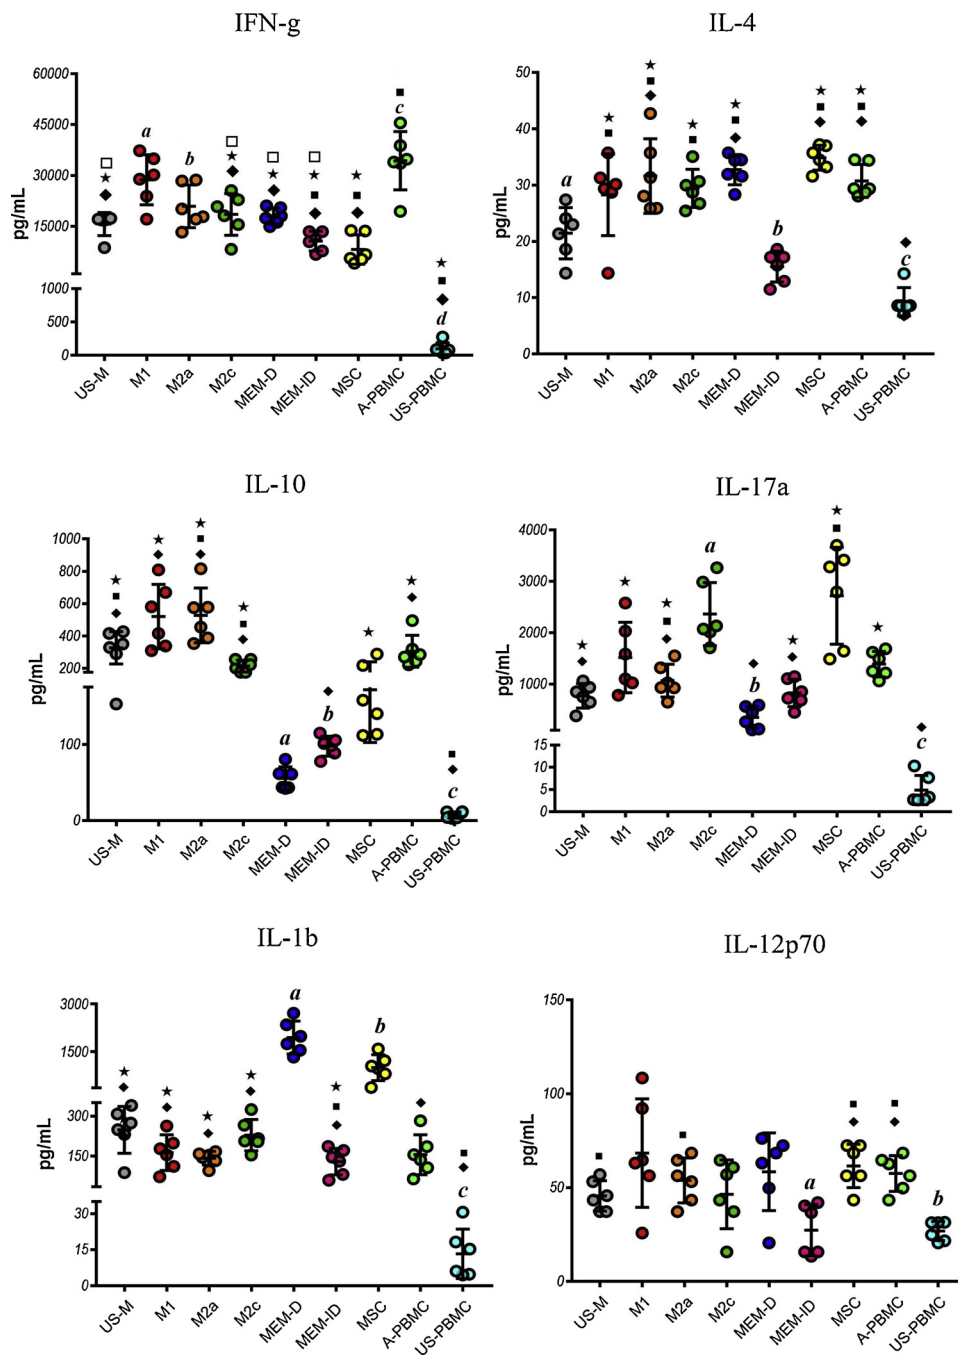 IFN-g
pg/mL
60000
45000
30000
15000
1000
500
0
a
b
c
d
US-M
M1
M2a
M2c
MEM-D
MEM-ID
MSC
A-PBMC
US-PBMC
IL-4
pg/mL
50
40
30
20
10
0
a
b
c
US-M
M1
M2a
M2c
MEM-D
MEM-ID
MSC
A-PBMC
US-PBMC
IL-10
pg/mL
1000
800
600
400
200
100
0
a
b
c
US-M
M1
M2a
M2c
MEM-D
MEM-ID
MSC
A-PBMC
US-PBMC
IL-17a
pg/mL
4000
3000
2000
1000
15
10
5
0
a
b
c
US-M
M1
M2a
M2c
MEM-D
MEM-ID
MSC
A-PBMC
US-PBMC
IL-1b
pg/mL
3000
1500
300
150
30
15
0
a
b
c
US-M
M1
M2a
M2c
MEM-D
MEM-ID
MSC
A-PBMC
US-PBMC
IL-12p70
pg/mL
150
100
50
0
a
b
US-M
M1
M2a
M2c
MEM-D
MEM-ID
MSC
A-PBMC
US-PBMC